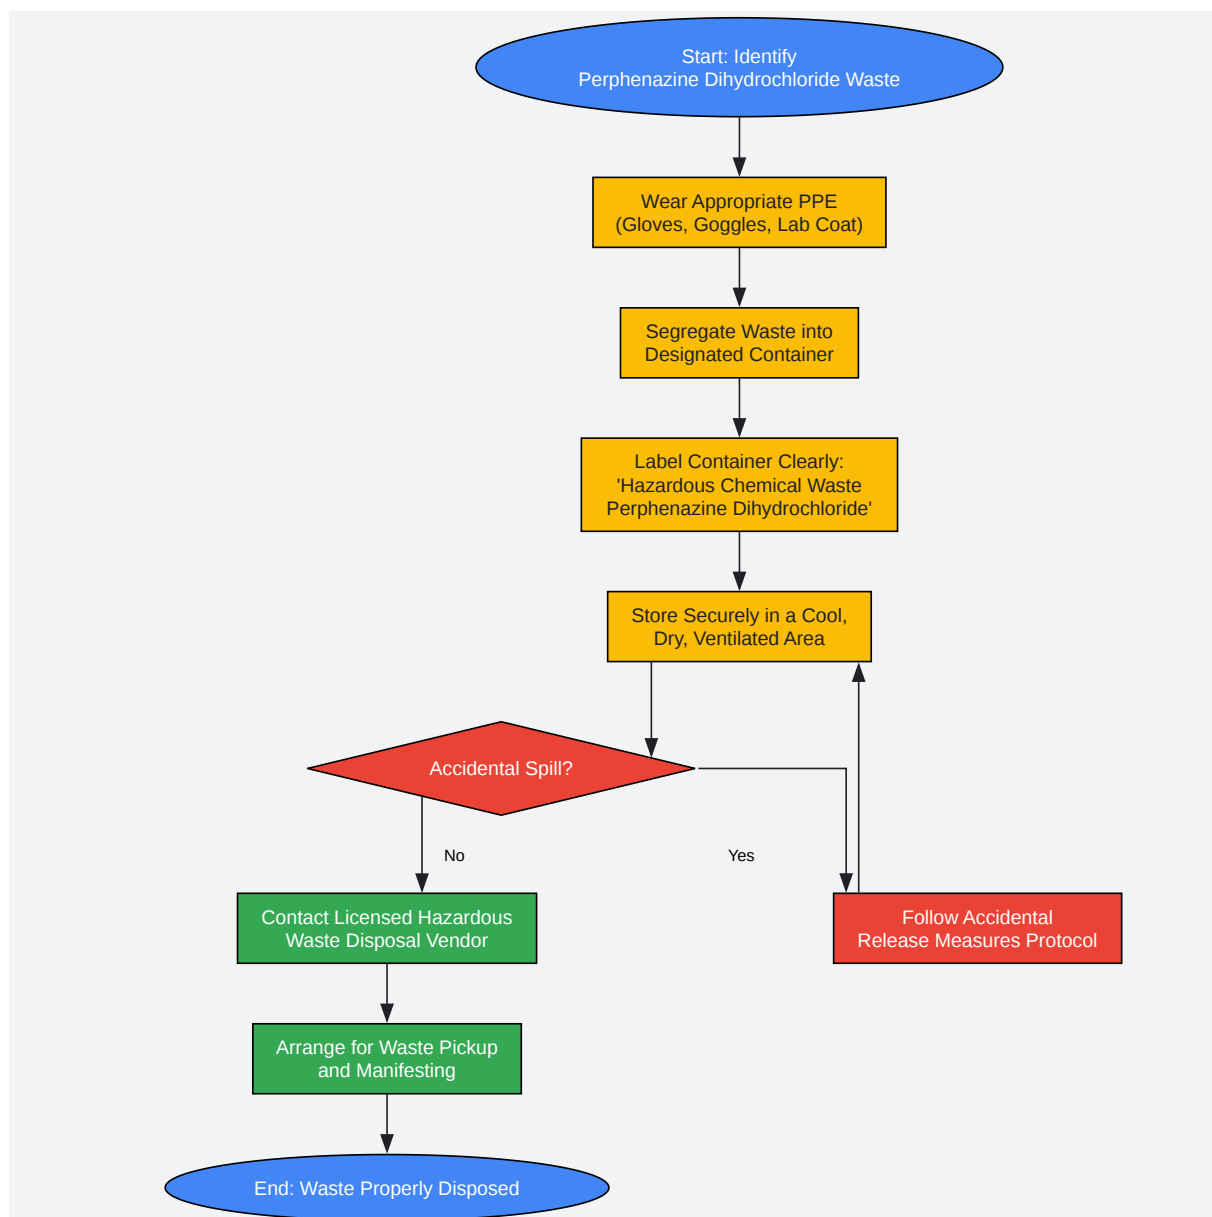 Start: Identify
Perphenazine Dihydrochloride Waste
Wear Appropriate PPE
(Gloves, Goggles, Lab Coat)
Segregate Waste into
Designated Container
Label Container Clearly:
'Hazardous Chemical Waste
Perphenazine Dihydrochloride'
Store Securely in a Cool,
Dry, Ventilated Area
Accidental Spill?
No
Yes
Contact Licensed Hazardous
Waste Disposal Vendor
Follow Accidental
Release Measures Protocol
Arrange for Waste Pickup
and Manifesting
End: Waste Properly Disposed